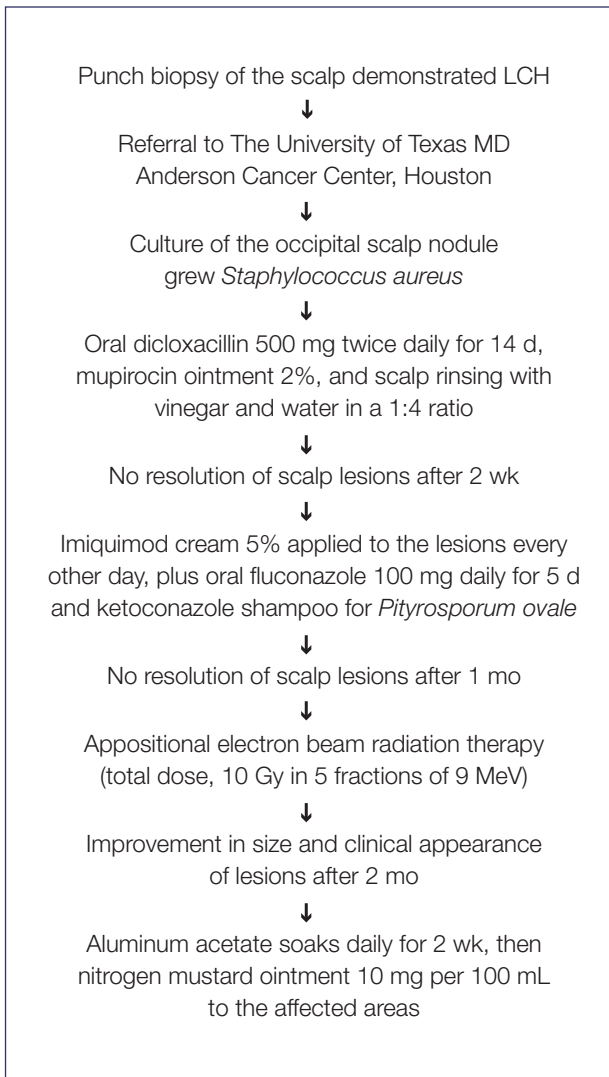 Punch biopsy of the scalp demonstrated LCH
↓
Referral to The University of Texas MD
Anderson Cancer Center, Houston
↓
Culture of the occipital scalp nodule
grew Staphylococcus aureus
↓
Oral dicloxacillin 500 mg twice daily for 14 d,
mupirocin ointment 2%, and scalp rinsing with
vinegar and water in a 1:4 ratio
↓
No resolution of scalp lesions after 2 wk
↓
Imiquimod cream 5% applied to the lesions every
other day, plus oral fluconazole 100 mg daily for 5 d
and ketoconazole shampoo for Pityrosporum ovale
↓
No resolution of scalp lesions after 1 mo
↓
Appositional electron beam radiation therapy
(total dose, 10 Gy in 5 fractions of 9 MeV)
↓
Improvement in size and clinical appearance
of lesions after 2 mo
↓
Aluminum acetate soaks daily for 2 wk, then
nitrogen mustard ointment 10 mg per 100 mL
to the affected areas